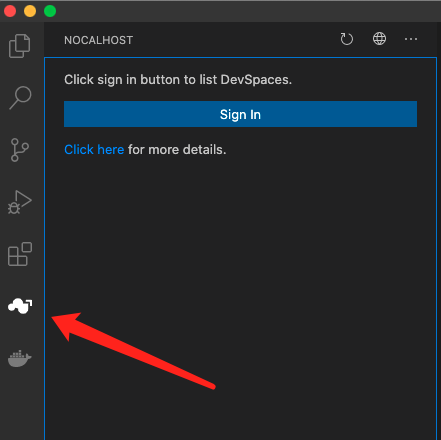 NOCALHOST
Click sign in button to list DevSpaces.
Sign In
Click here for more details.